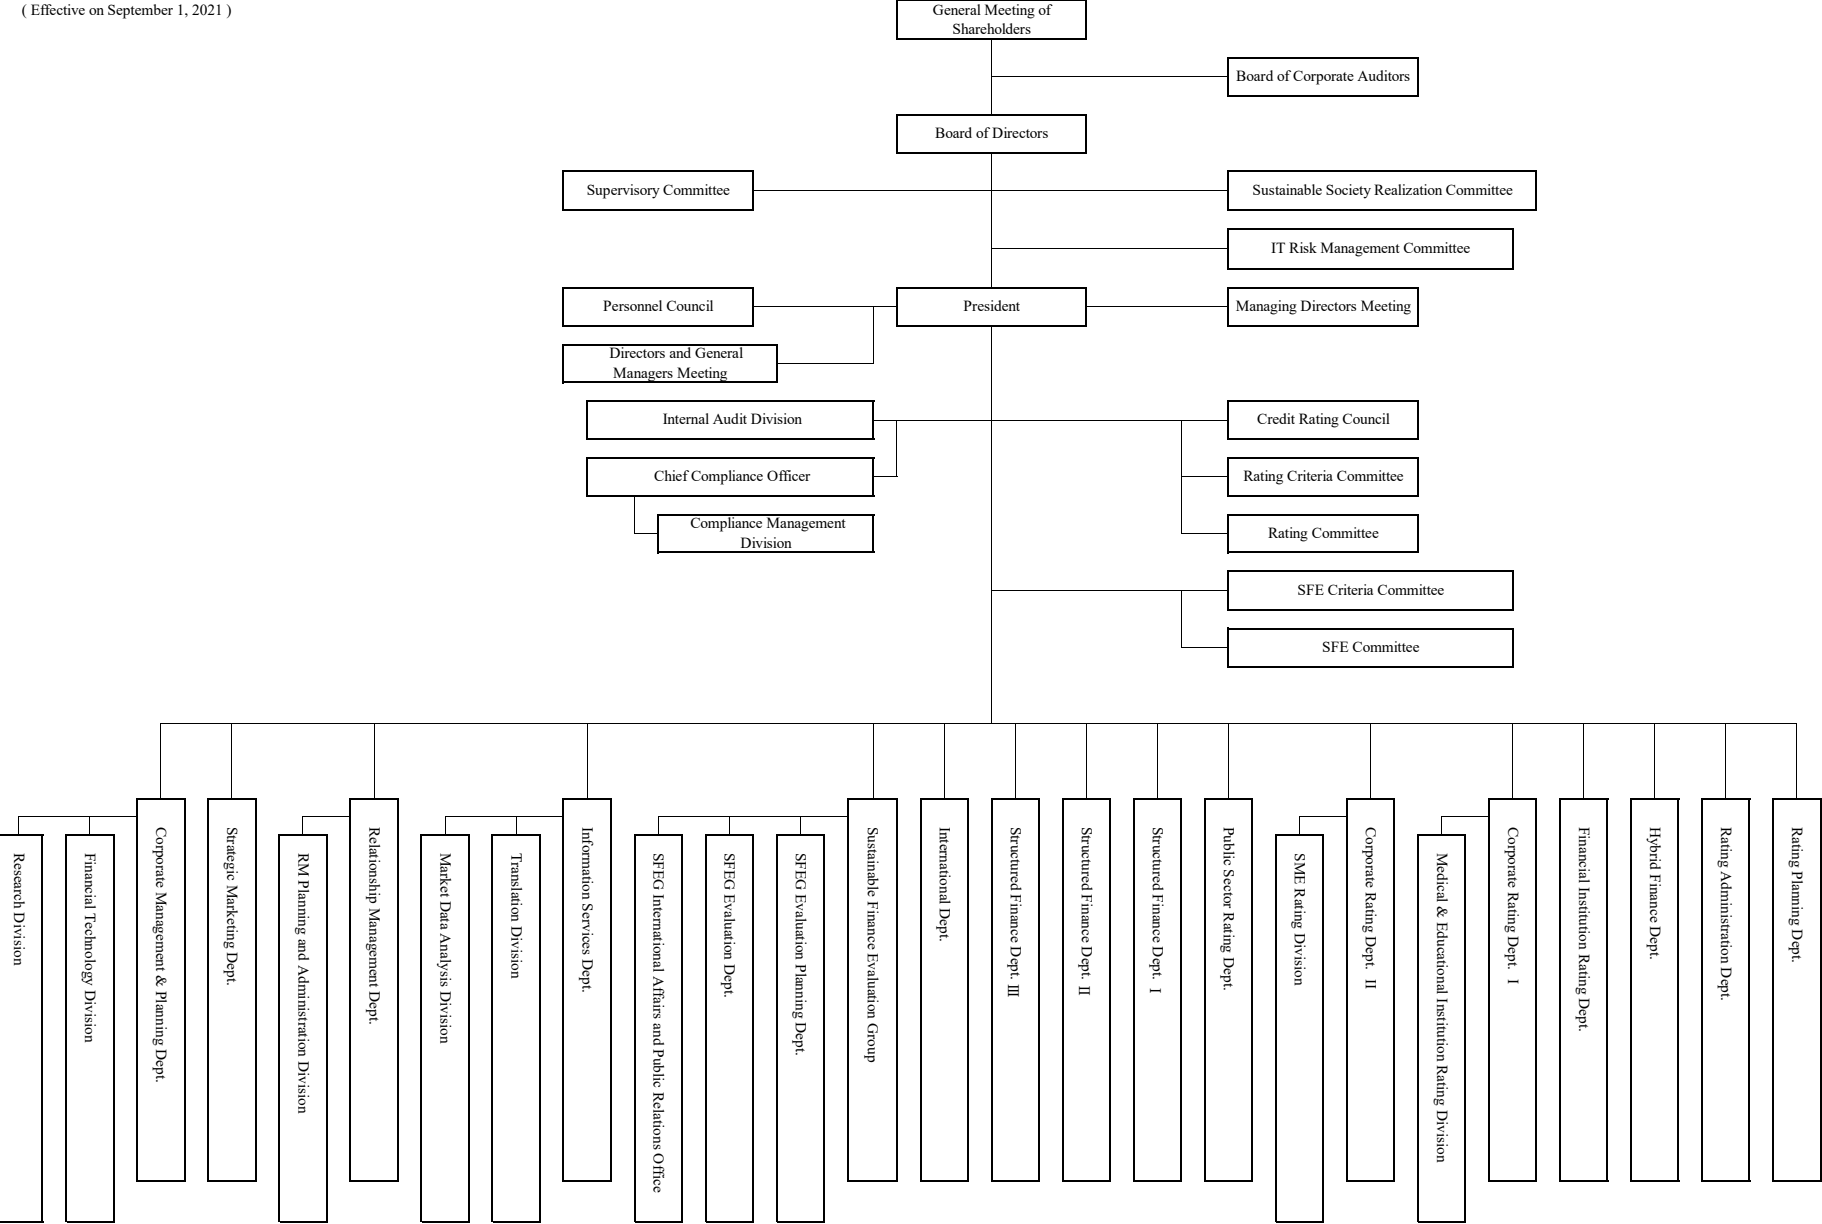 ( Effective on September 1, 2021 )
General Meeting of
Shareholders
Board of Corporate Auditors
Board of Directors
Supervisory Committee
Sustainable Society Realization Committee
IT Risk Management Committee
Personnel Council
President
Managing Directors Meeting
Directors and General
Managers Meeting
Internal Audit Division
Credit Rating Council
Chief Compliance Officer
Rating Criteria Committee
Compliance Management
Division
Rating Committee
SFE Criteria Committee
SFE Committee
Research Division
Financial Technology Division
Corporate Management & Planning Dept.
Strategic Marketing Dept.
RM Planning and Administration Division
Relationship Management Dept.
Market Data Analysis Division
Translation Division
Information Services Dept.
SFEG International Affairs and Public Relations Office
SFEG Evaluation Dept.
SFEG Evaluation Planning Dept.
Sustainable Finance Evaluation Group
International Dept.
Structured Finance Dept. Ⅲ
Structured Finance Dept. Ⅱ
Structured Finance Dept. Ⅰ
Public Sector Rating Dept.
SME Rating Division
Corporate Rating Dept. Ⅱ
Medical & Educational Institution Rating Division
Corporate Rating Dept. Ⅰ
Financial Institution Rating Dept.
Hybrid Finance Dept.
Rating Administration Dept.
Rating Planning Dept.